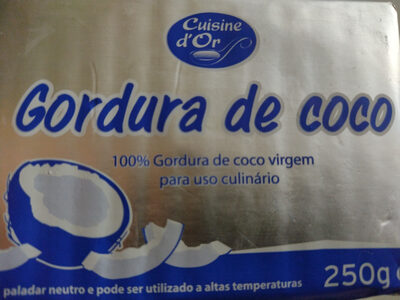 Cuisine
d'Or
Gordura de coco
100% Gordura de coco virgem
para uso culinário
paladar neutro e pode ser utilizado a altas temperaturas
250g